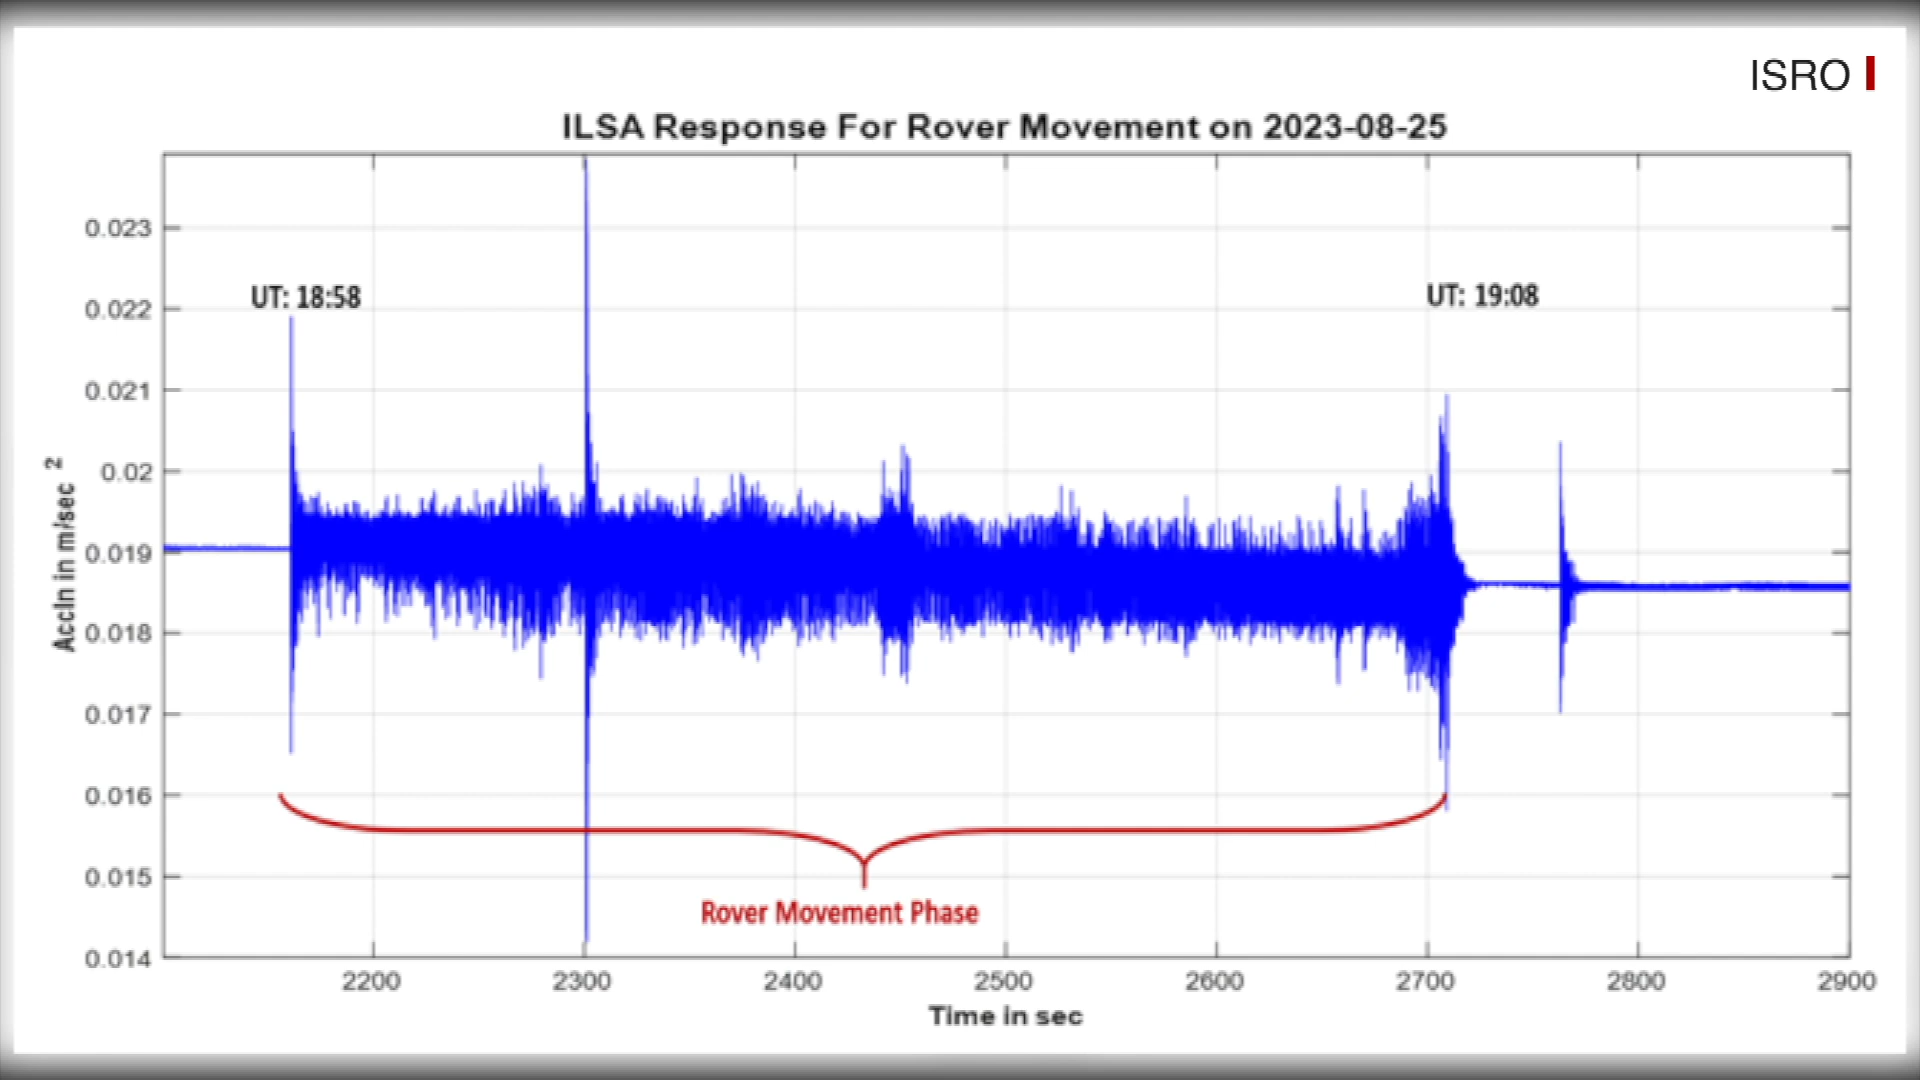 ISRO
ILSA Response For Rover Movement on 2023-08-25
0.023
UT: 18:58
UT: 19:08
0.022
0.021
0.02
0.019
0.018
0.017
0.016
0.015
0.014
Accln in m/sec 2
Rover Movement Phase
2200 2300 2400 2500 2600 2700 2800 2900
Time in sec